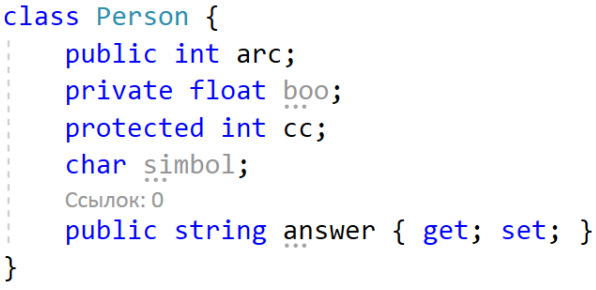 class Person {
public int arc;
private float boo;
protected int cc;
char simbol;
Ссылок: 0
public string answer { get; set; }
}